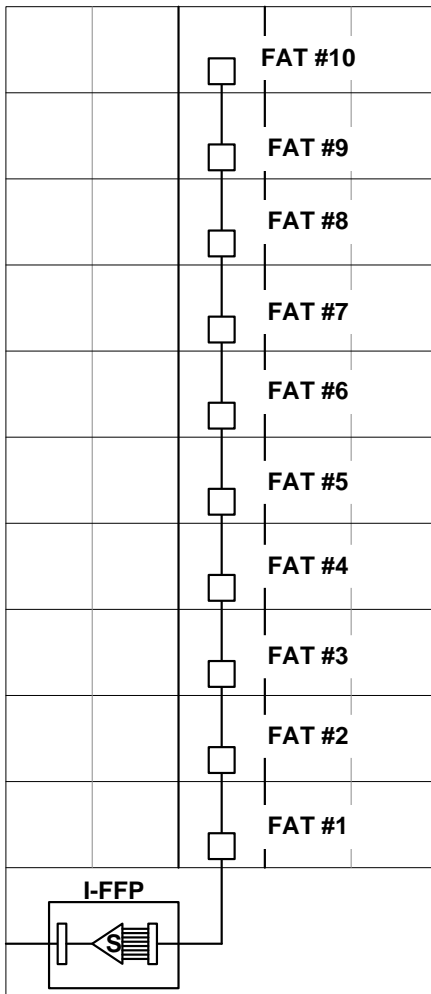 FAT #10
FAT #9
FAT #8
FAT #7
FAT #6
FAT #5
FAT #4
FAT #3
FAT #2
FAT #1
I-FFP
S